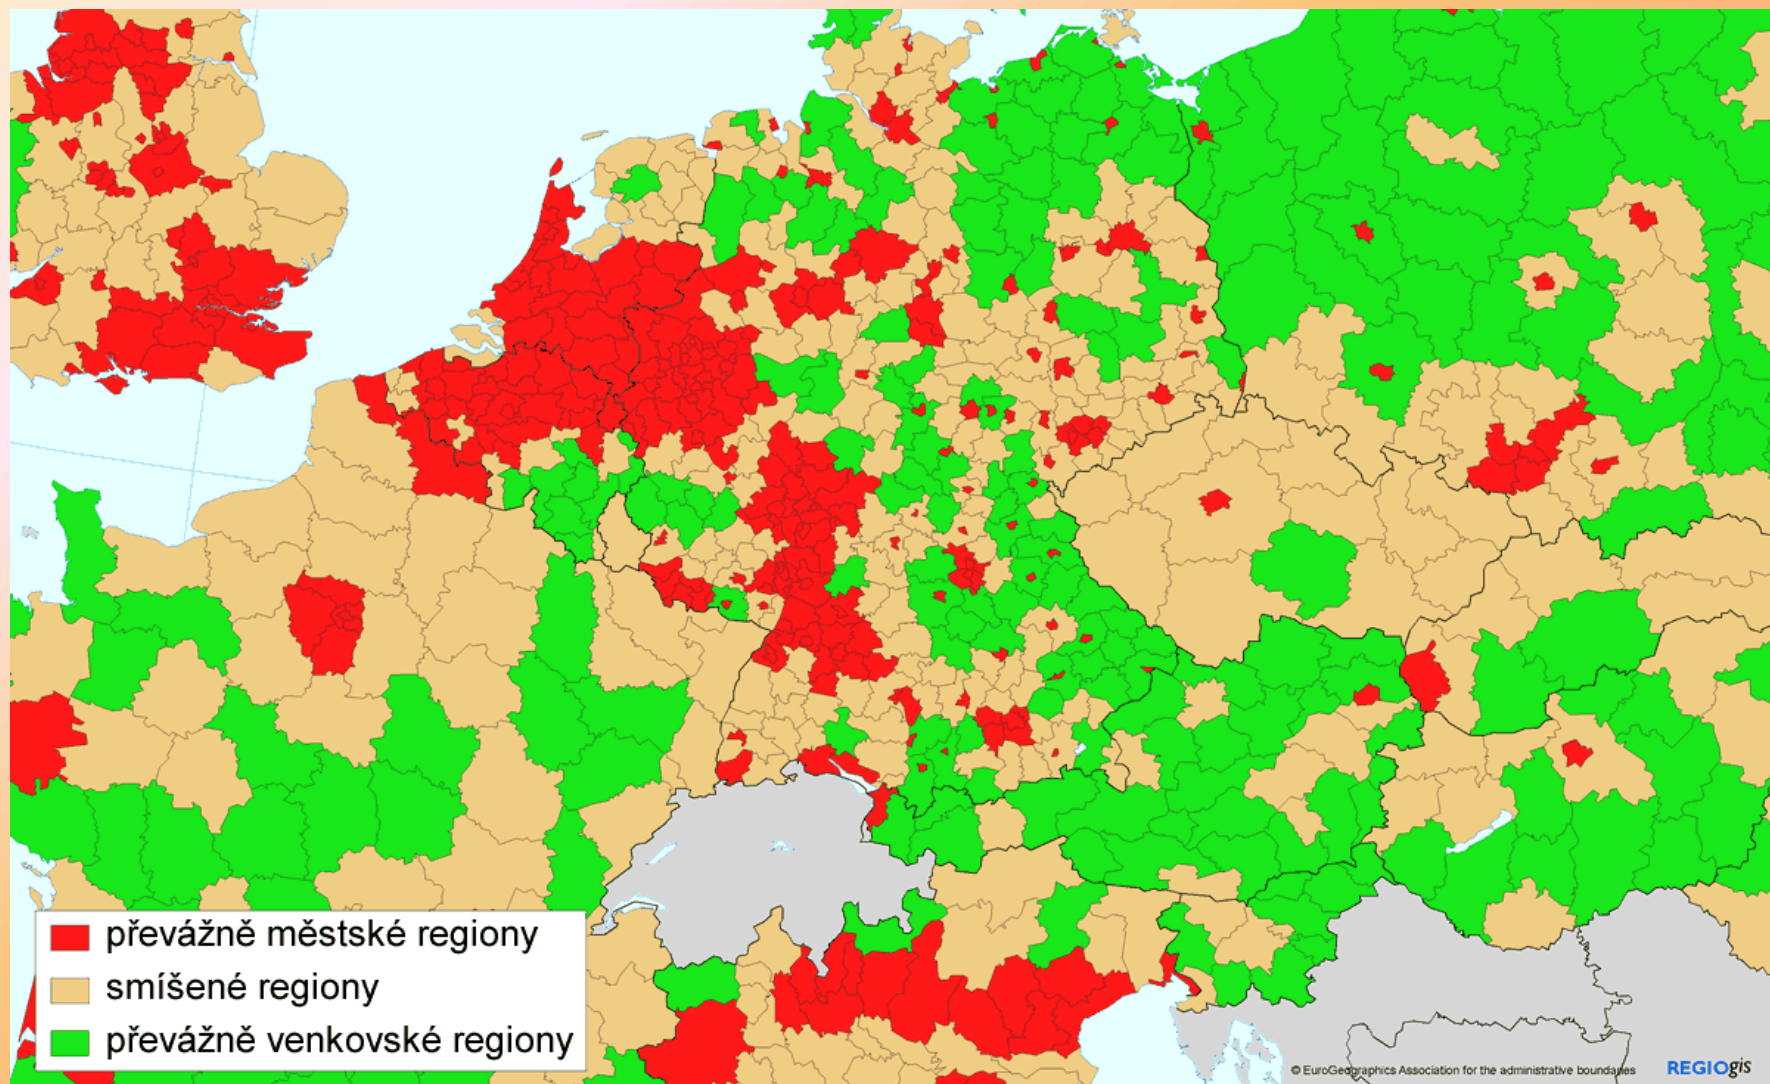 převážně městské regiony
smíšené regiony
převážně venkovské regiony
© EuroGeographics Association for the administrative boundaries
REGIOgis